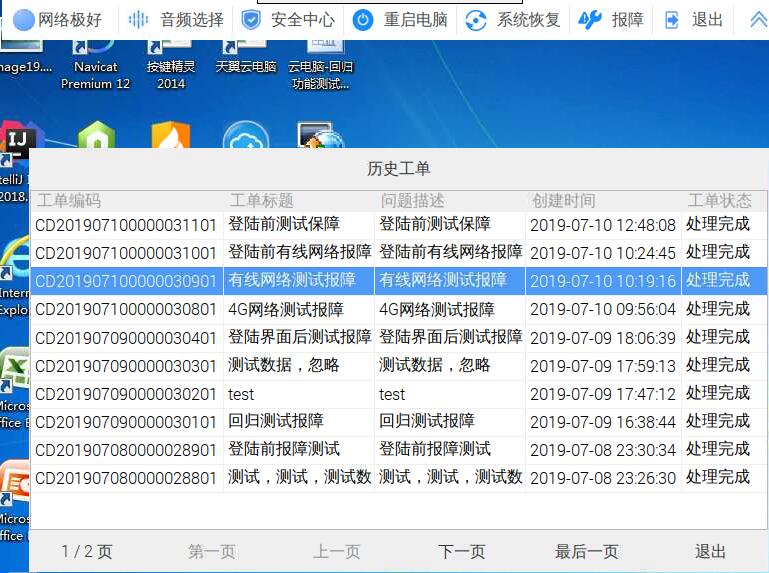 网络极好 音频选择 安全中心 重启电脑 系统恢复 报障 退出
nage19.... Navicat Premium 12 按键精灵 2014 天翼云电脑 云电脑-回归功能测试...
历史工单
工单编码 工单标题 问题描述 创建时间 工单状态
CD201907100000031101 登陆前测试保障 登陆前测试保障 2019-07-10 12:48:08 处理完成
CD201907100000031001 登陆前有线网络报障 登陆前有线网络报障 2019-07-10 10:24:45 处理完成
CD201907100000030901 有线网络测试报障 有线网络测试报障 2019-07-10 10:19:16 处理完成
CD201907100000030801 4G网络测试报障 4G网络测试报障 2019-07-10 09:56:04 处理完成
CD201907090000030401 登陆界面后测试报障 登陆界面后测试报障 2019-07-09 18:06:39 处理完成
CD201907090000030301 测试数据，忽略 测试数据，忽略 2019-07-09 17:59:13 处理完成
CD201907090000030201 test test 2019-07-09 17:47:12 处理完成
CD201907090000030101 回归测试报障 回归测试报障 2019-07-09 16:38:44 处理完成
CD201907080000028901 登陆前报障测试 登陆前报障测试 2019-07-08 23:30:34 处理完成
CD201907080000028801 测试，测试，测试数 测试，测试，测试数 2019-07-08 23:26:30 处理完成
1 / 2 页 第一页 上一页 下一页 最后一页 退出
IJ
telliJ
2018.
Intern
Explo
Micros
ffice E
Micros
ffice